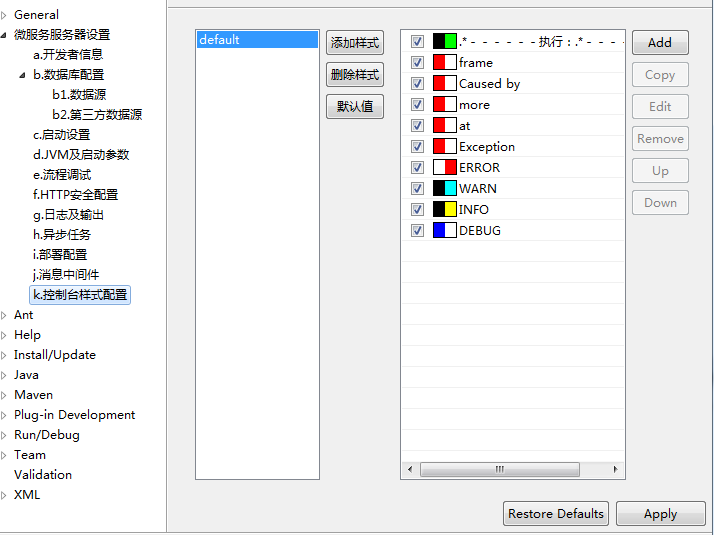 General
微服务服务器设置
a.开发者信息
b.数据库配置
b1.数据源
b2.第三方数据源
c.启动设置
d.JVM及启动参数
e.流程调试
f.HTTP安全配置
g.日志及输出
h.异步任务
i.部署配置
j.消息中间件
k.控制台样式配置
Ant
Help
Install/Update
Java
Maven
Plug-in Development
Run/Debug
Team
Validation
XML
default
添加样式
删除样式
默认值
.* - - - - - - 执行 : .* - - - -
frame
Caused by
more
at
Exception
ERROR
WARN
INFO
DEBUG
Add
Copy
Edit
Remove
Up
Down
Restore Defaults
Apply